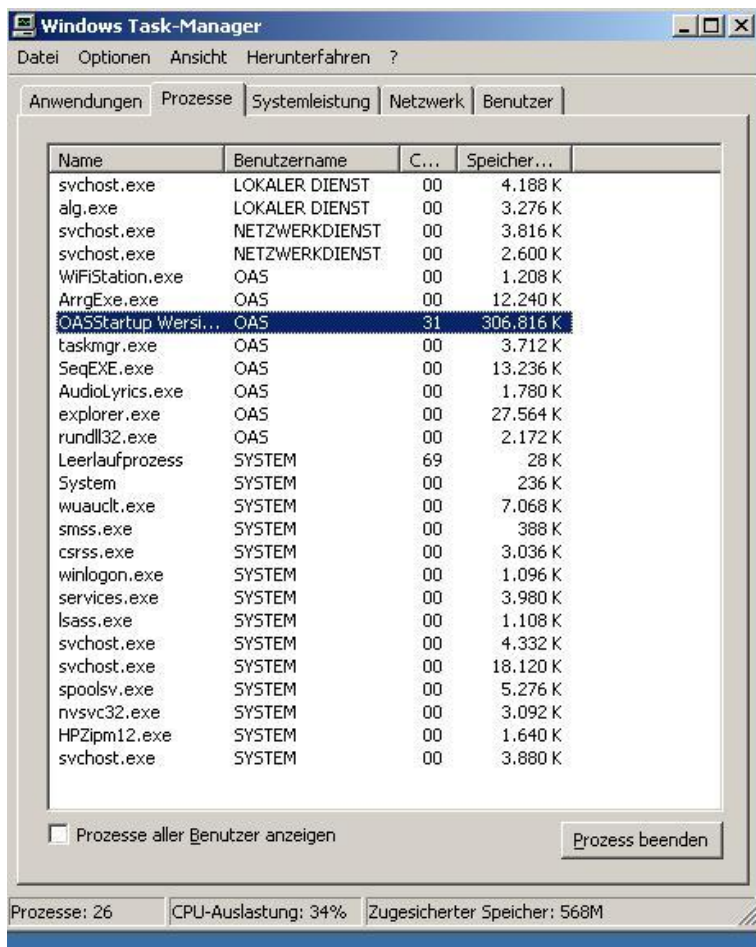 Windows Task-Manager
Datei Optionen Ansicht Herunterfahren ?
Anwendungen Prozesse Systemleistung Netzwerk Benutzer
Name Benutzername C... Speicher...
svchost.exe LOKALER DIENST 00 4.188 K
alg.exe LOKALER DIENST 00 3.276 K
svchost.exe NETZWERKDIENST 00 3.816 K
svchost.exe NETZWERKDIENST 00 2.600 K
WiFiStation.exe OAS 00 1.208 K
ArrgExe.exe OAS 00 12.240 K
OASStartup Wersi... OAS 31 306.816 K
taskmgr.exe OAS 00 3.712 K
SeqEXE.exe OAS 00 13.236 K
AudioLyrics.exe OAS 00 1.780 K
explorer.exe OAS 00 27.564 K
rundll32.exe OAS 00 2.172 K
Leerlaufprozess SYSTEM 69 28 K
System SYSTEM 00 236 K
wuauclt.exe SYSTEM 00 7.068 K
smss.exe SYSTEM 00 388 K
csrss.exe SYSTEM 00 3.036 K
winlogon.exe SYSTEM 00 1.096 K
services.exe SYSTEM 00 3.980 K
lsass.exe SYSTEM 00 1.108 K
svchost.exe SYSTEM 00 4.332 K
svchost.exe SYSTEM 00 18.120 K
spoolsv.exe SYSTEM 00 5.276 K
nvsvc32.exe SYSTEM 00 3.092 K
HPZipm12.exe SYSTEM 00 1.640 K
svchost.exe SYSTEM 00 3.880 K
Prozesse aller Benutzer anzeigen Prozess beenden
Prozesse: 26 CPU-Auslastung: 34% Zugesicherter Speicher: 568M